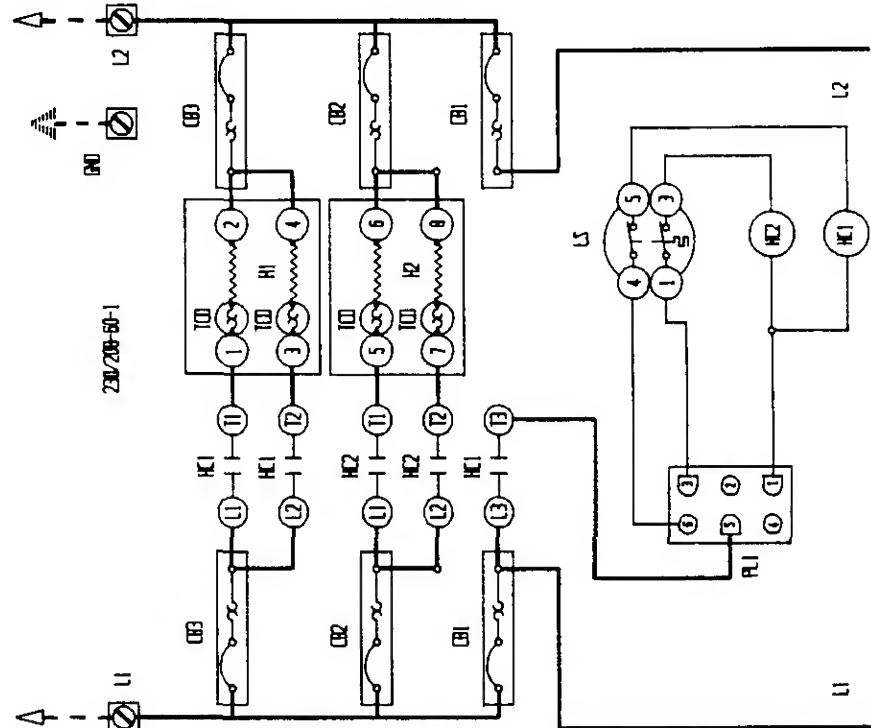 L2
GND
CB3
CB2
CB1
L2
230/208-60-1
2
4
6
8
H1
H2
TCO
TCO
TCO
TCO
1
3
5
7
LS
5
3
4
1
HC2
HC1
T1
T2
T1
T2
T3
HC1
HC1
HC2
HC2
HC1
L1
L2
L1
L2
L3
3
2
1
6
5
4
PL1
CB3
CB2
CB1
L1
L1